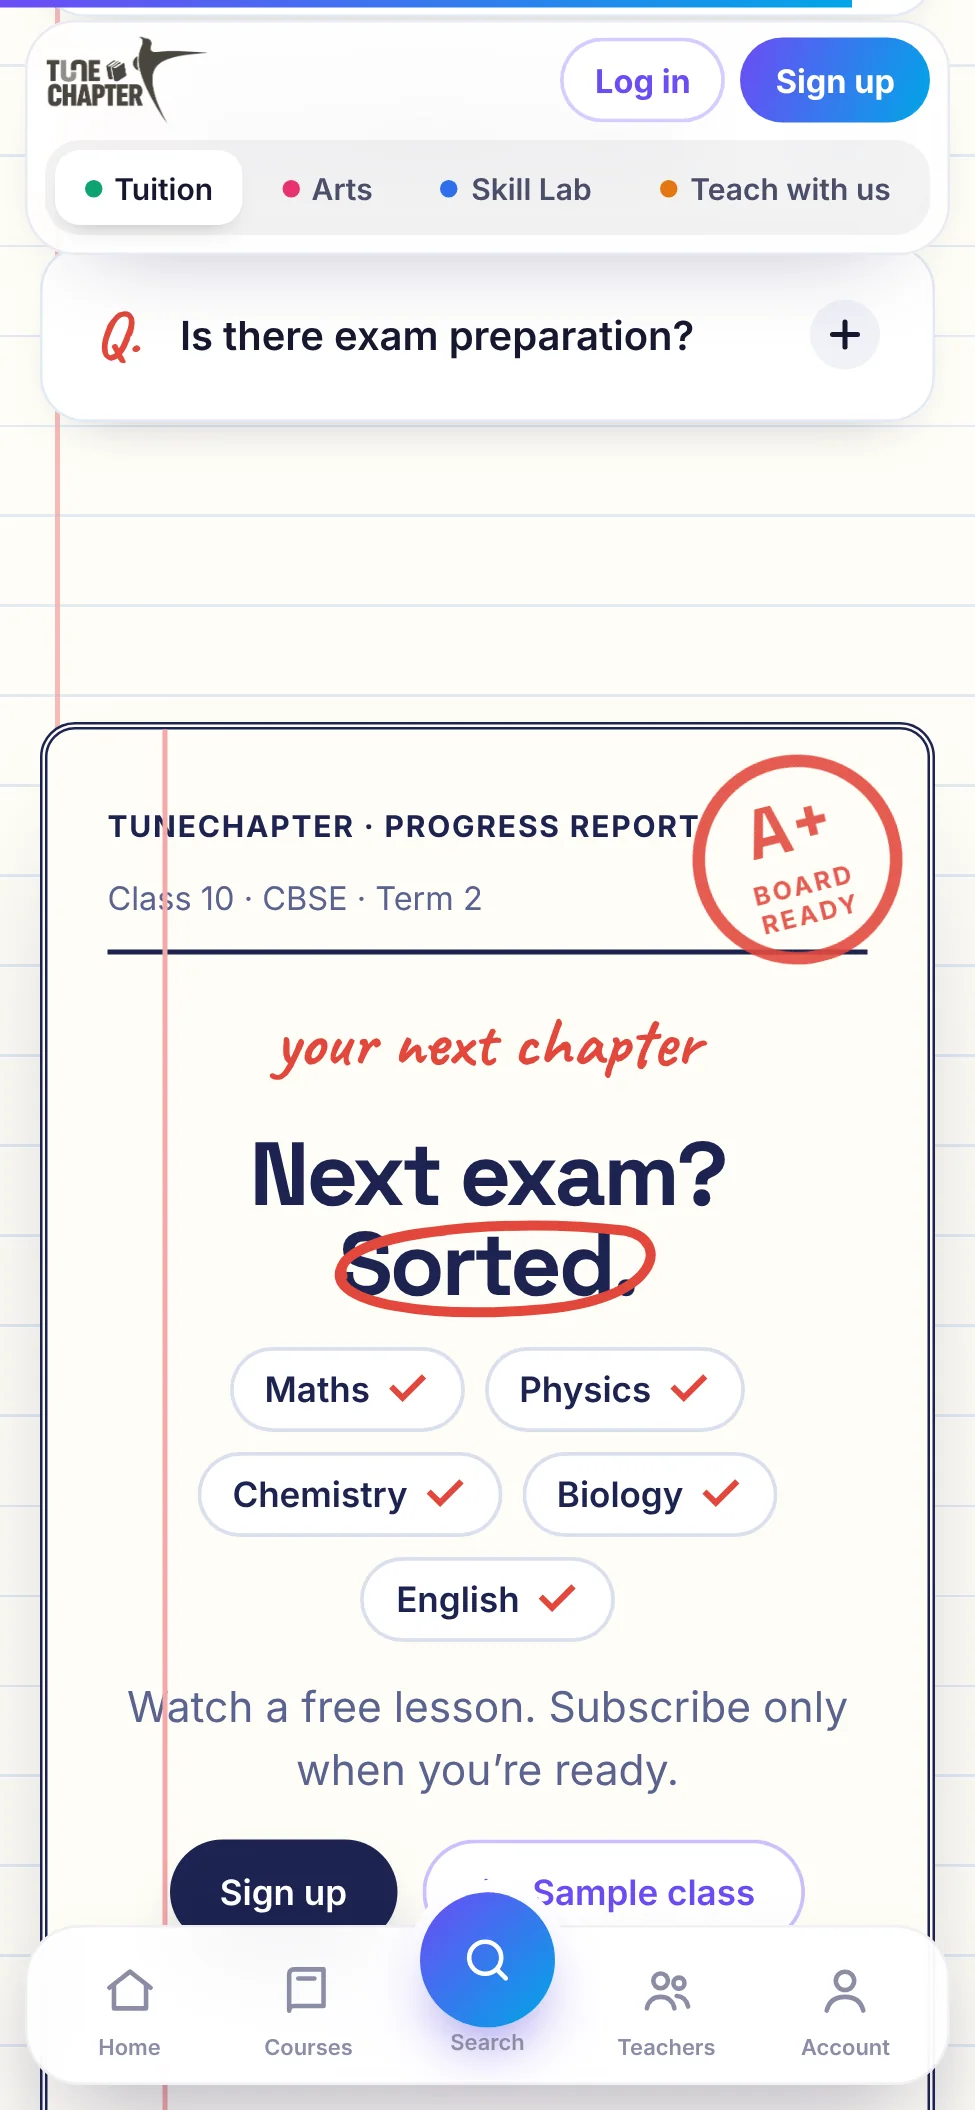 TUNE
CHAPTER
Log in
Sign up
Tuition
Arts
Skill Lab
Teach with us
Q. Is there exam preparation?
TUNECHAPTER · PROGRESS REPORT
Class 10 · CBSE · Term 2
A+
BOARD
READY
your next chapter
Next exam?
Sorted.
Maths
Physics
Chemistry
Biology
English
Watch a free lesson. Subscribe only
when you’re ready.
Sign up
Sample class
Home
Courses
Search
Teachers
Account